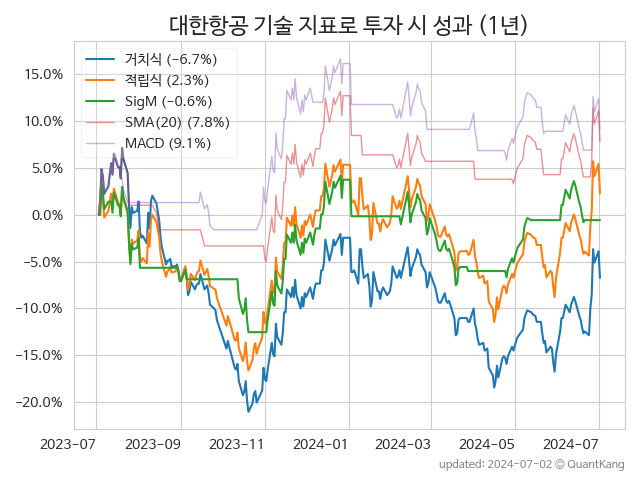 대한항공 기술 지표로 투자 시 성과 (1년)
거치식 (−6.7%)
적립식 (2.3%)
SigM (−0.6%)
SMA(20) (7.8%)
MACD (9.1%)
15.0%
10.0%
5.0%
0.0%
−5.0%
−10.0%
−15.0%
−20.0%
2023-07 2023-09 2023-11 2024-01 2024-03 2024-05 2024-07
updated: 2024-07-02 © QuantKang